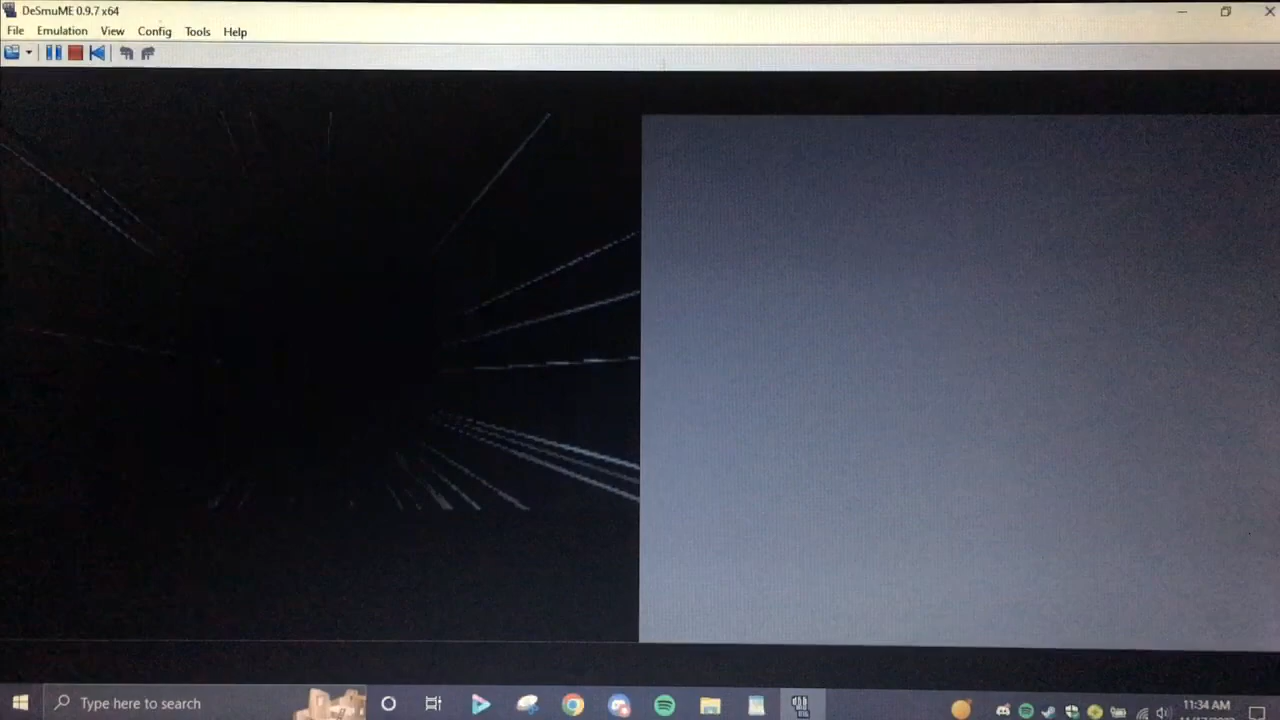 DeSmuME 0.9.7 x64
File Emulation View Config Tools Help
Type here to search
11:34 AM